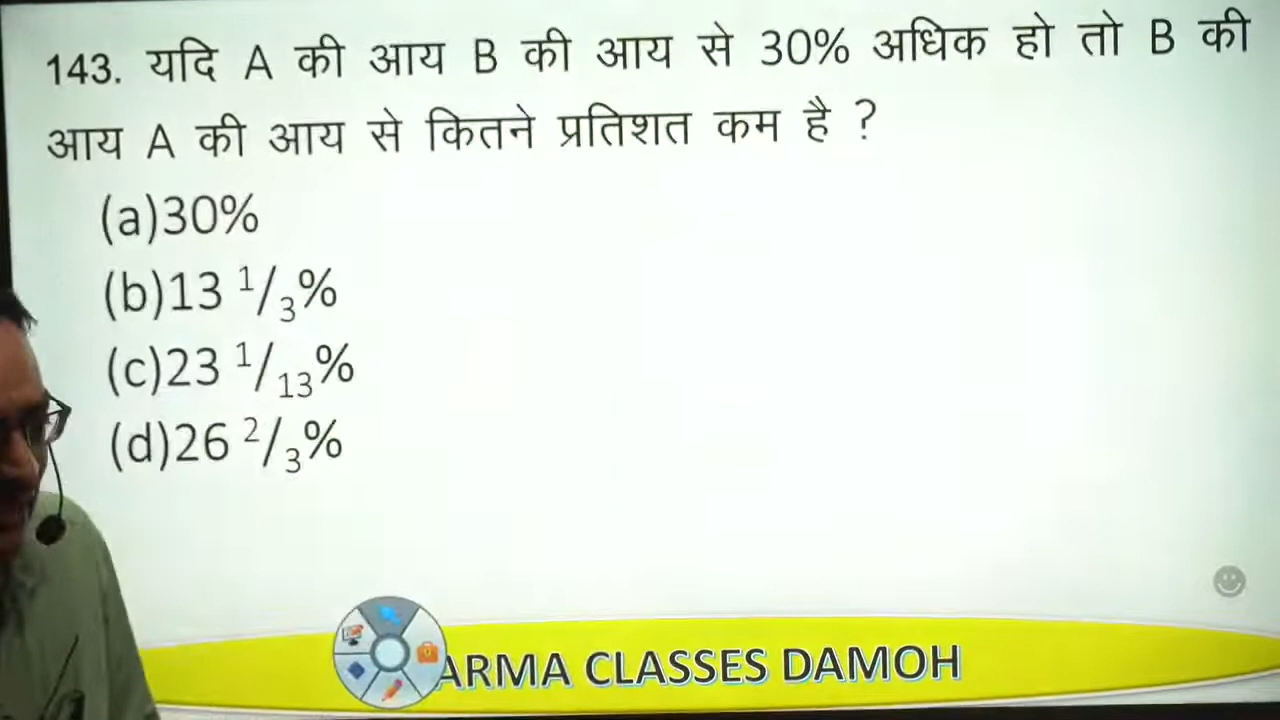 143. यदि A की आय B की आय से 30% अधिक हो तो B की
आय A की आय से कितने प्रतिशत कम है ?
(a)30%
(b)13 ¹/₃%
(c)23 ¹/₁₃%
(d)26 ²/₃%
ARMA CLASSES DAMOH